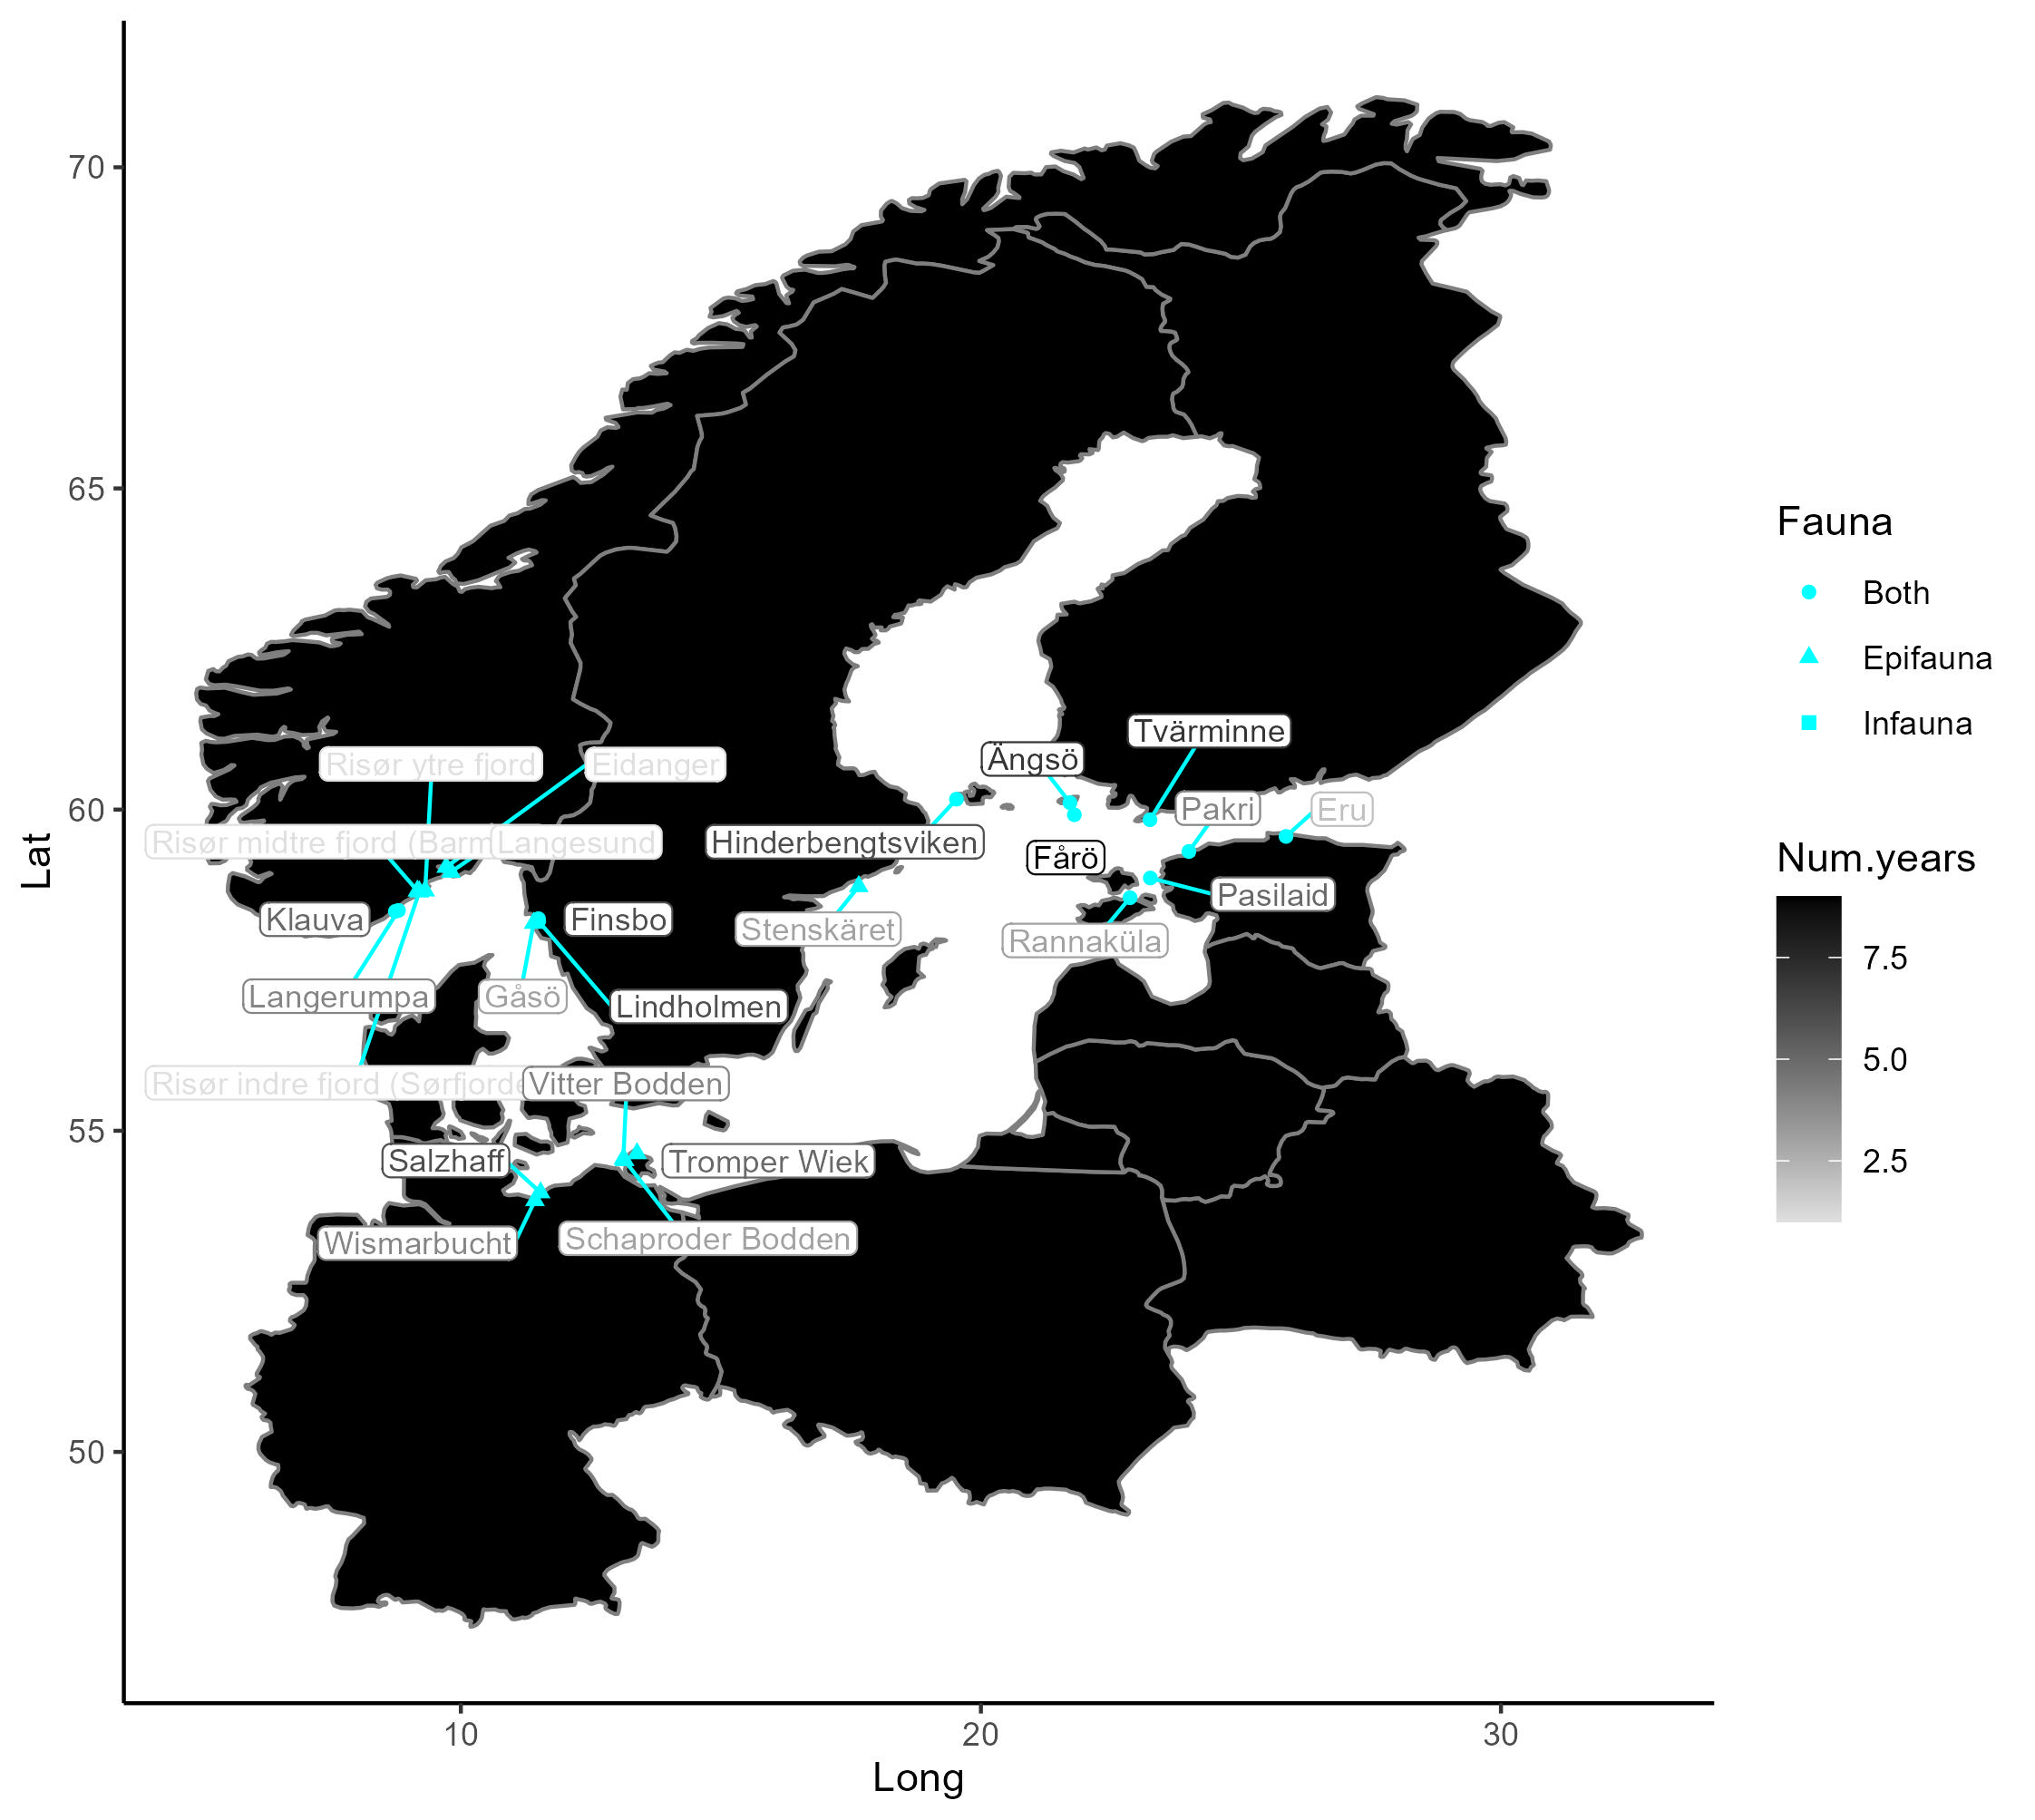 70
65
60
55
50
Lat
Tvärminne
Ängsö
Risør ytre fjord
Eidanger
Pakri
Eru
Risør midtre fjord (Barm
Langesund
Hinderbengtsviken
Fårö
Pasilaid
Klauva
Finsbo
Stenskäret
Rannaküla
Langerumpa
Gåsö
Lindholmen
Risør indre fjord (Sørfjorde
Vitter Bodden
Salzhaff
Tromper Wiek
Wismarbucht
Schaproder Bodden
10
20
30
Long
Fauna
Both
Epifauna
Infauna
Num.years
7.5
5.0
2.5